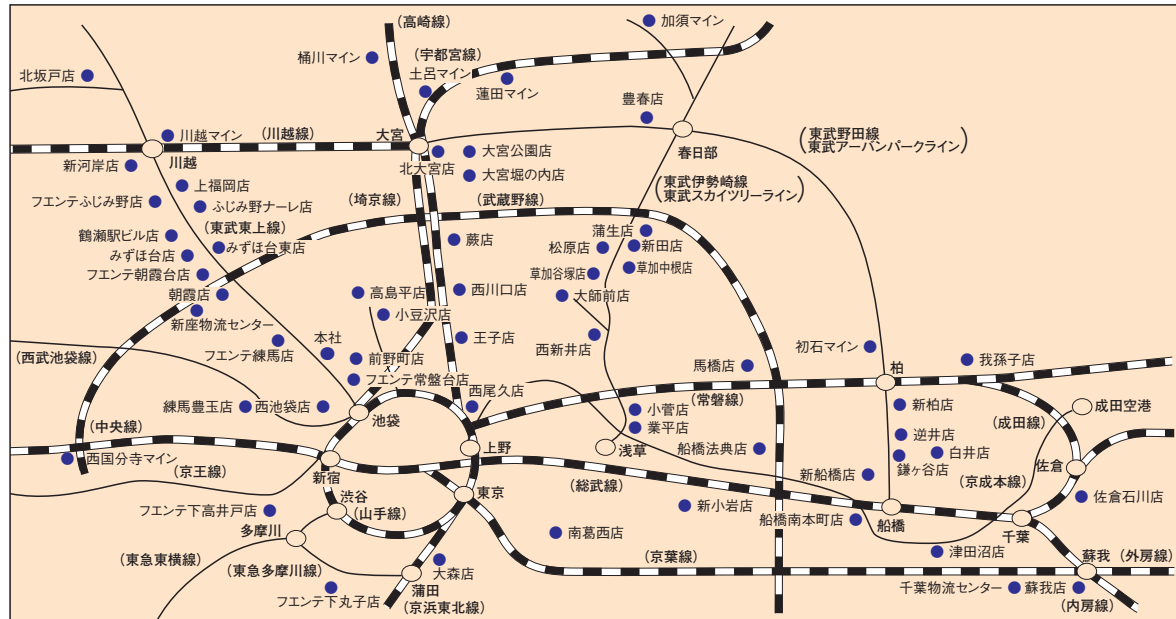 (高崎線)
加須マイン
桶川マイン
(宇都宮線)
土呂マイン
北坂戸店
蓮田マイン
豊春店
川越マイン
(川越線)
大宮
(東武野田線
東武アーバンパークライン)
川越
春日部
新河岸店
北大宮店
大宮公園店
大宮堀の内店
上福岡店
(東武伊勢崎線
東武スカイツリーライン)
フエンテふじみ野店
ふじみ野ナーレ店
(埼京線)
(武蔵野線)
(東武東上線)
鶴瀬駅ビル店
みずほ台東店
みずほ台店
蕨店
蒲生店
松原店
新田店
フエンテ朝霞台店
草加谷塚店
草加中根店
朝霞店
高島平店
西川口店
大師前店
新座物流センター
小豆沢店
本社
王子店
西新井店
初石マイン
(西武池袋線)
フエンテ練馬店
前野町店
馬橋店
我孫子店
フエンテ常盤台店
柏
西尾久店
(常磐線)
練馬豊玉店
西池袋店
池袋
小菅店
新柏店
成田空港
(成田線)
業平店
(中央線)
逆井店
西国分寺マイン
上野
浅草
船橋法典店
白井店
鎌ヶ谷店
佐倉
(京王線)
新宿
新船橋店
(京成本線)
(総武線)
渋谷
東京
佐倉石川店
フエンテ下高井戸店
(山手線)
新小岩店
船橋南本町店
船橋
多摩川
南葛西店
千葉
津田沼店
(東急東横線)
(東急多摩川線)
大森店
(京葉線)
蘇我
(外房線)
フエンテ下丸子店
蒲田
千葉物流センター
蘇我店
(京浜東北線)
(内房線)